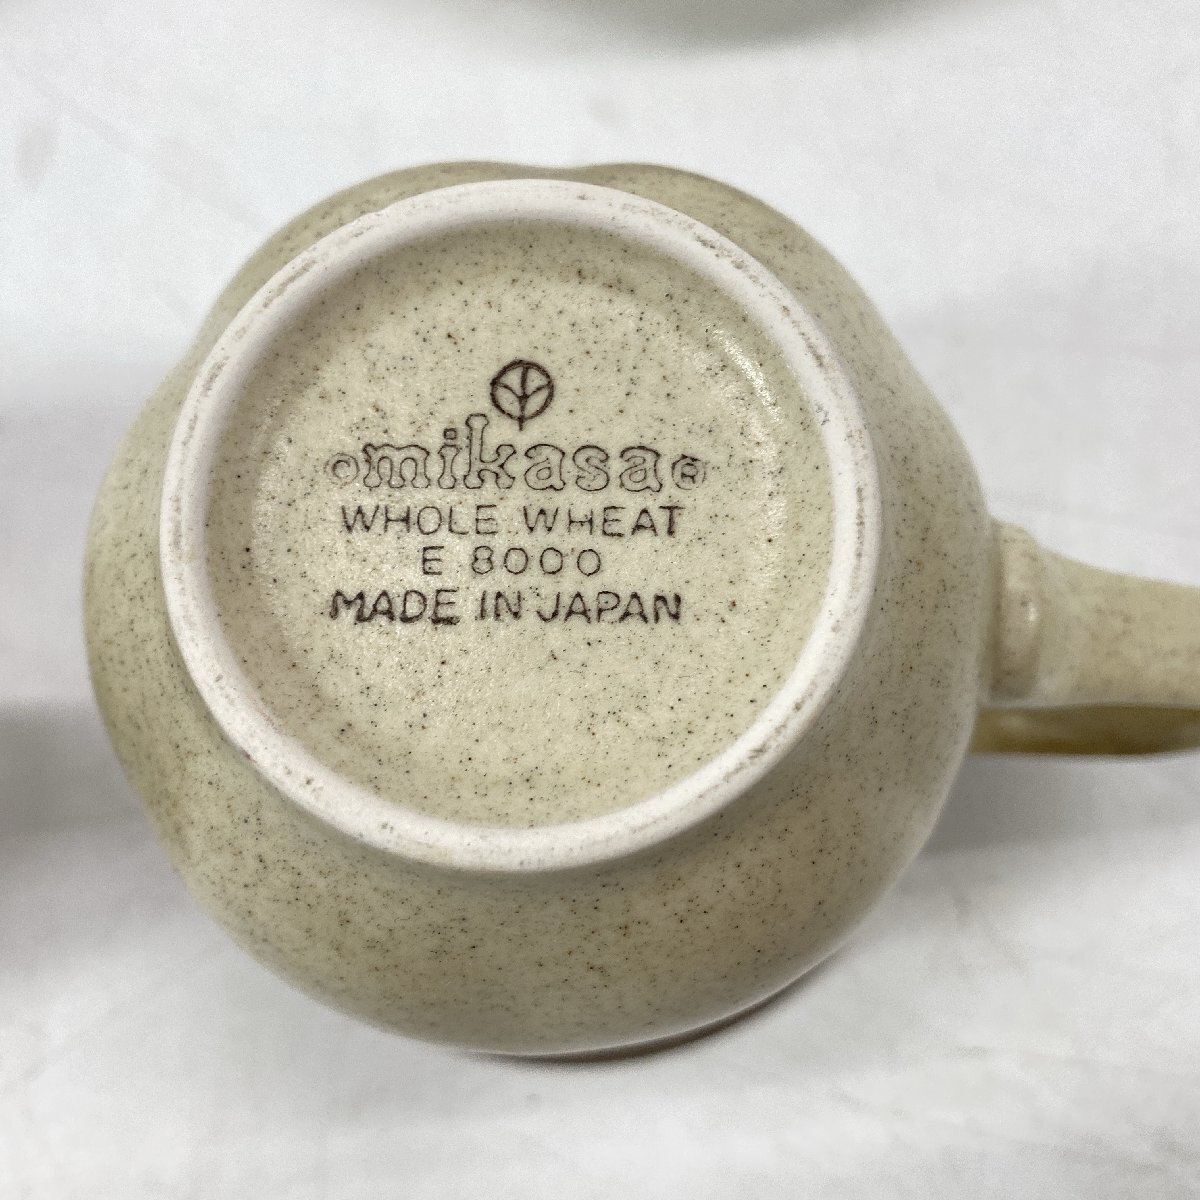 mikasa®
WHOLE WHEAT
E 8000
MADE IN JAPAN